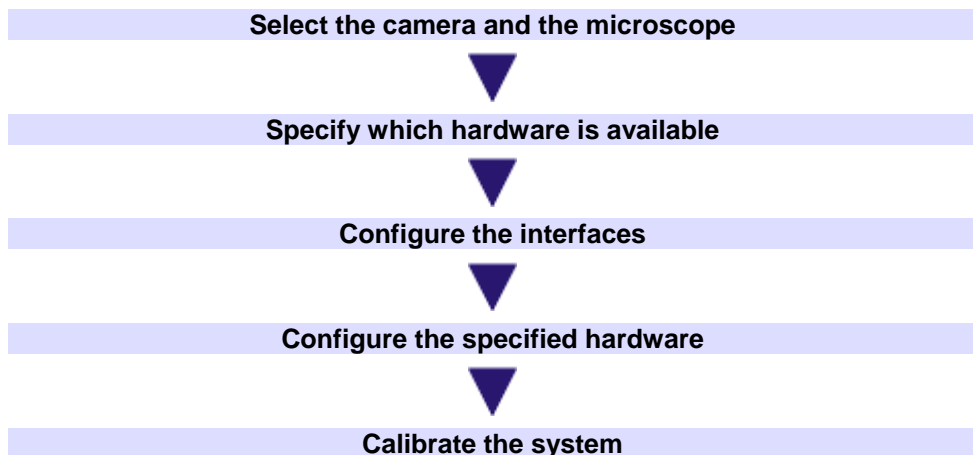 Select the camera and the microscope
Specify which hardware is available
Configure the interfaces
Configure the specified hardware
Calibrate the system